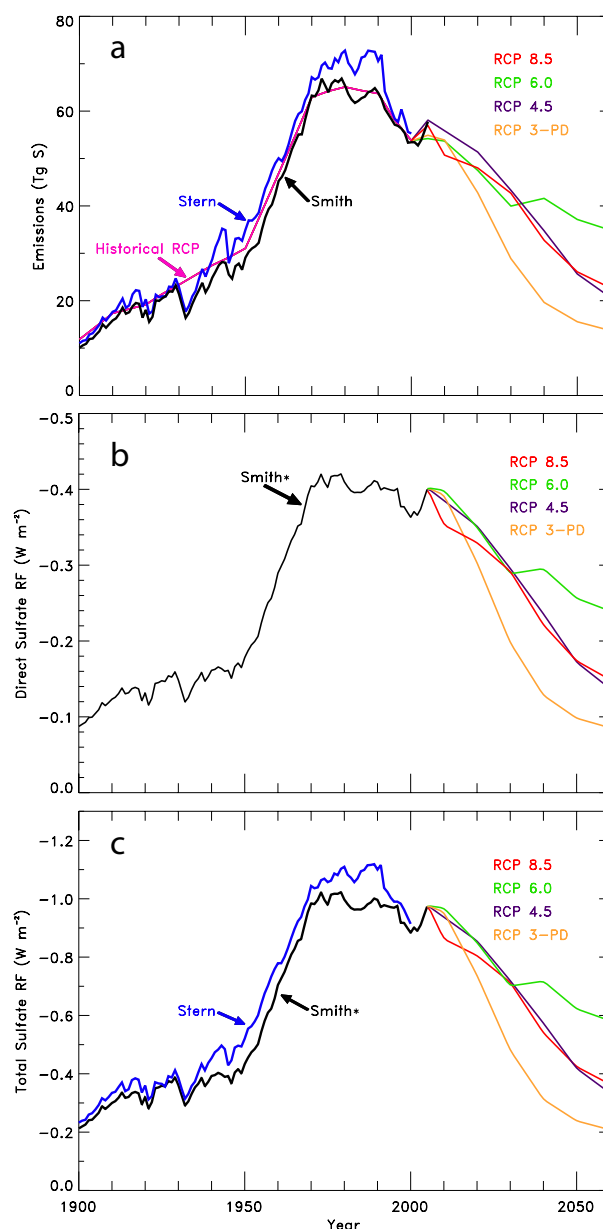 a
80
60
40
20
0
Emissions (Tg S)
RCP 8.5
RCP 6.0
RCP 4.5
RCP 3-PD
Stern
Smith
Historical RCP
b
-0.5
-0.4
-0.3
-0.2
-0.1
0.0
Direct Sulfate RF (W m⁻²)
RCP 8.5
RCP 6.0
RCP 4.5
RCP 3-PD
Smith*
c
-1.2
-1.0
-0.8
-0.6
-0.4
-0.2
0.0
Total Sulfate RF (W m⁻²)
RCP 8.5
RCP 6.0
RCP 4.5
RCP 3-PD
Stern
Smith*
1900 1950 2000 2050
Year